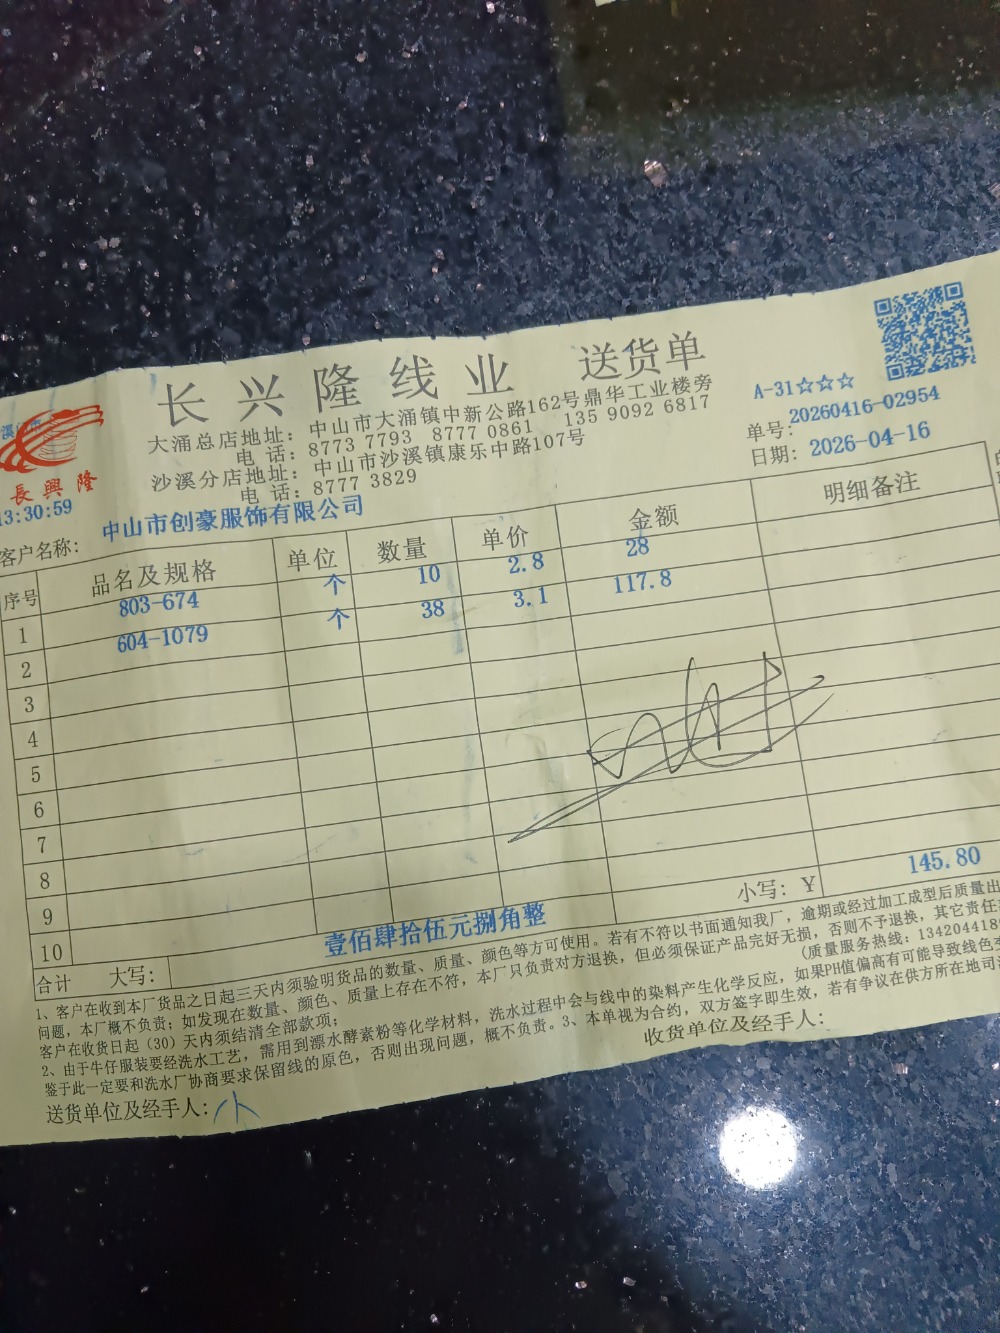 长兴隆线业 送货单
大涌总店地址：中山市大涌镇中新公路162号鼎华工业楼旁
电 话：8773 7793 8777 0861 135 9092 6817
沙溪分店地址：中山市沙溪镇康乐中路107号
电 话：8777 3829
A-31☆☆☆
单号：20260416-02954
日期：2026-04-16
長興隆
13:30:59
客户名称：中山市创豪服饰有限公司
序号 品名及规格 单位 数量 单价 金额 明细备注
1 803-674 个 10 2.8 28
2 604-1079 个 38 3.1 117.8
3
4
5
6
7
8
9
10
合计 大写：壹佰肆拾伍元捌角整 小写：¥ 145.80
1、客户在收到本厂货品之日起三天内须验明货品的数量、质量、颜色等方可使用。若有不符以书面通知我厂，逾期或经过加工成型后质量出
问题，本厂概不负责；如发现在数量、颜色、质量上存在不符，本厂只负责对方退换，但必须保证产品完好无损，否则不予退换，其它责任
客户在收货日起（30）天内须结清全部款项； （质量服务热线：134204418
2、由于牛仔服装要经洗水工艺，需用到漂水酵素粉等化学材料，洗水过程中会与线中的染料产生化学反应，如果PH值偏高有可能导致线色
鉴于此一定要和洗水厂协商要求保留线的原色，否则出现问题，概不负责。3、本单视为合约，双方签字即生效，若有争议在供方所在地司
送货单位及经手人： 收货单位及经手人：